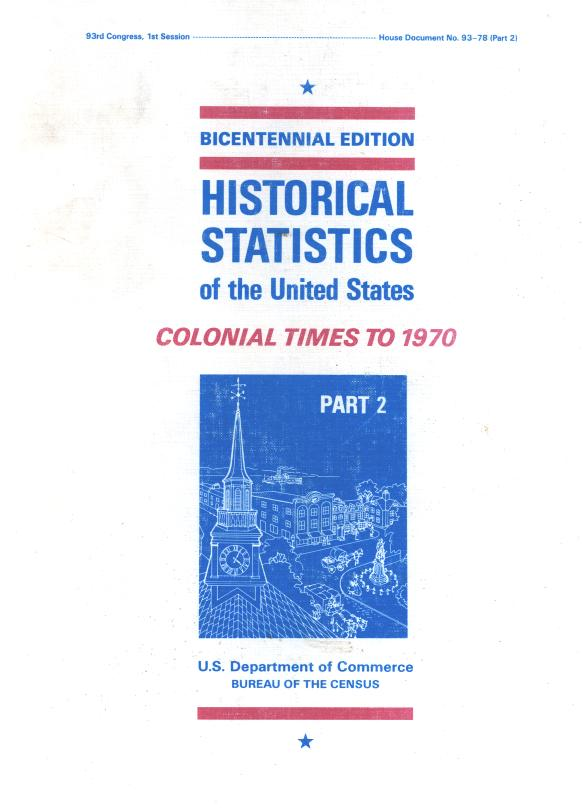 93rd Congress, 1st Session ---------------------------------------------------------------- House Document No. 93-78 (Part 2)
BICENTENNIAL EDITION
HISTORICAL
STATISTICS
of the United States
COLONIAL TIMES TO 1970
PART 2
U.S. Department of Commerce
BUREAU OF THE CENSUS